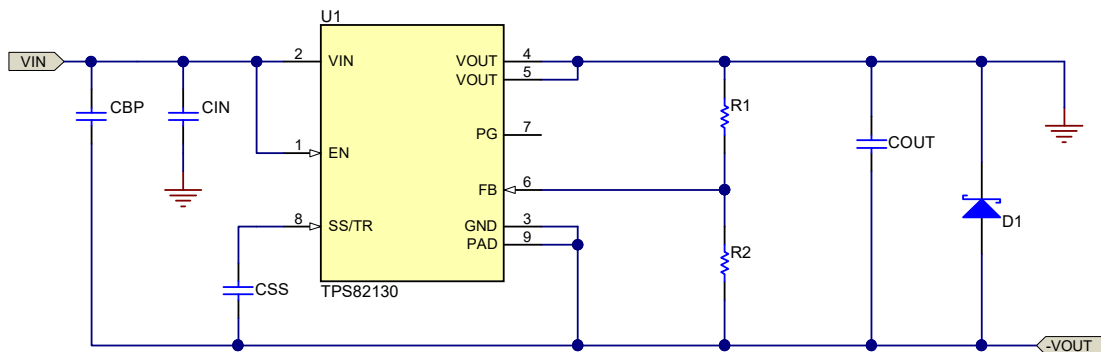 U1
VIN
2
VIN
VOUT
4
VOUT
5
CBP
CIN
R1
PG
7
COUT
1
EN
FB
6
8
SS/TR
GND
3
D1
PAD
9
R2
CSS
TPS82130
-VOUT